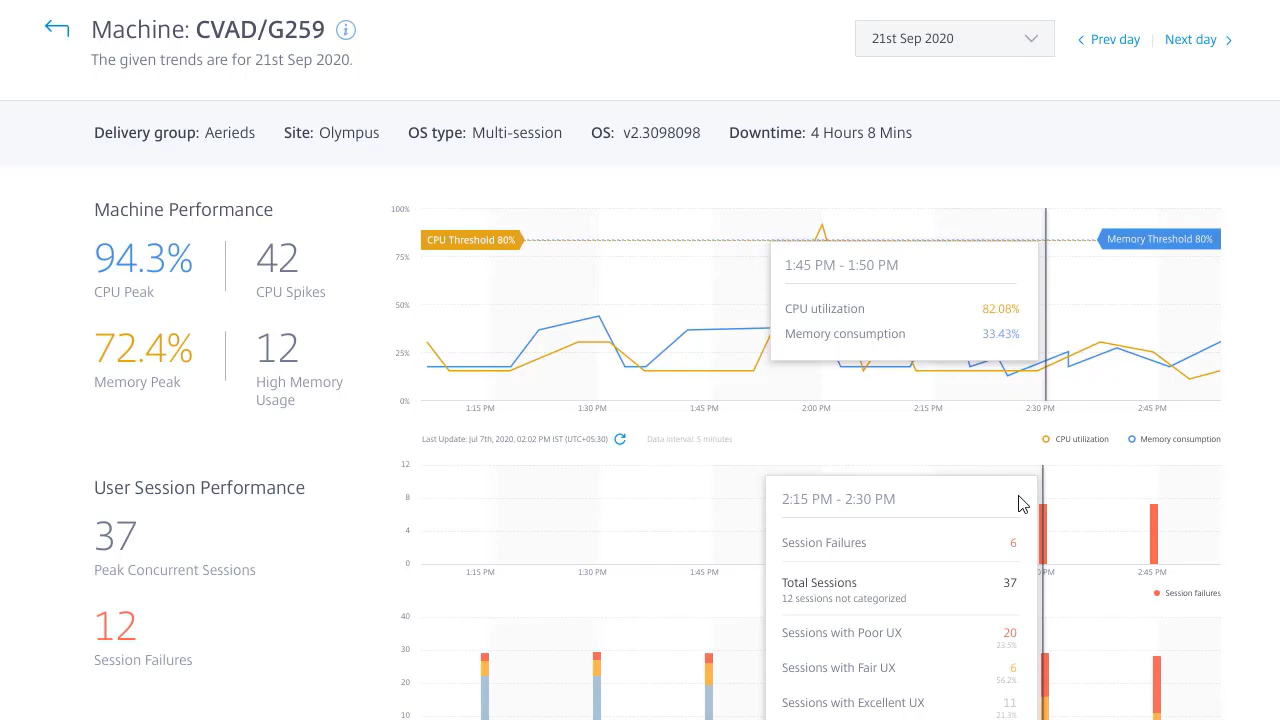 Machine: CVAD/G259
The given trends are for 21st Sep 2020.
21st Sep 2020
Prev day
Next day
Delivery group: Aerieds
Site: Olympus
OS type: Multi-session
OS: v2.3098098
Downtime: 4 Hours 8 Mins
Machine Performance
94.3%
CPU Peak
42
CPU Spikes
72.4%
Memory Peak
12
High Memory
Usage
100%
75%
50%
25%
0%
CPU Threshold 80%
Memory Threshold 80%
1:45 PM - 1:50 PM
CPU utilization 82.08%
Memory consumption 33.43%
1:15 PM 1:30 PM 1:45 PM 2:00 PM 2:15 PM 2:30 PM 2:45 PM
Last Update: Jul 7th, 2020, 02:02 PM IST (UTC+05:30)
Data interval: 5 minutes
CPU utilization
Memory consumption
User Session Performance
37
Peak Concurrent Sessions
12
Session Failures
12
8
4
0
1:15 PM 1:30 PM 1:45 PM 2:45 PM
Session failures
2:15 PM - 2:30 PM
Session Failures 6
Total Sessions 37
12 sessions not categorized
Sessions with Poor UX 20
23.5%
Sessions with Fair UX 6
56.2%
Sessions with Excellent UX 11
21.3%
40
30
20
10